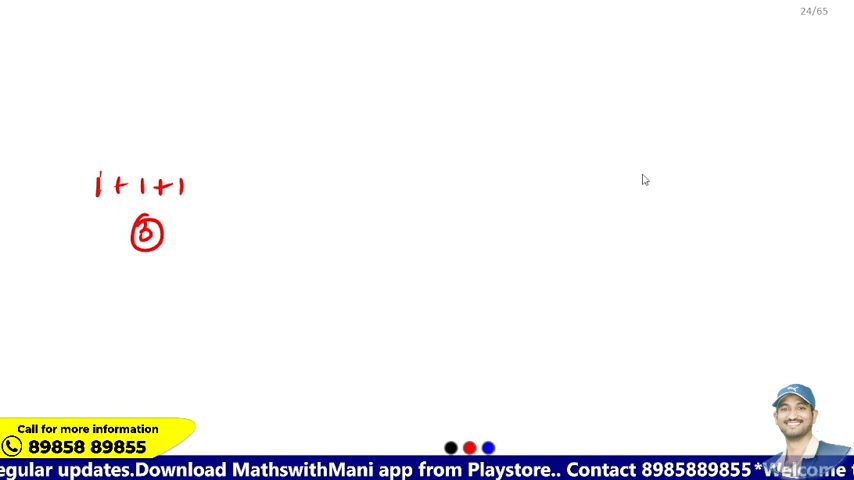 24/65
1+1+1
3
Call for more information
89858 89855
egular updates.Download MathswithMani app from Playstore.. Contact 8985889855*Welcome t